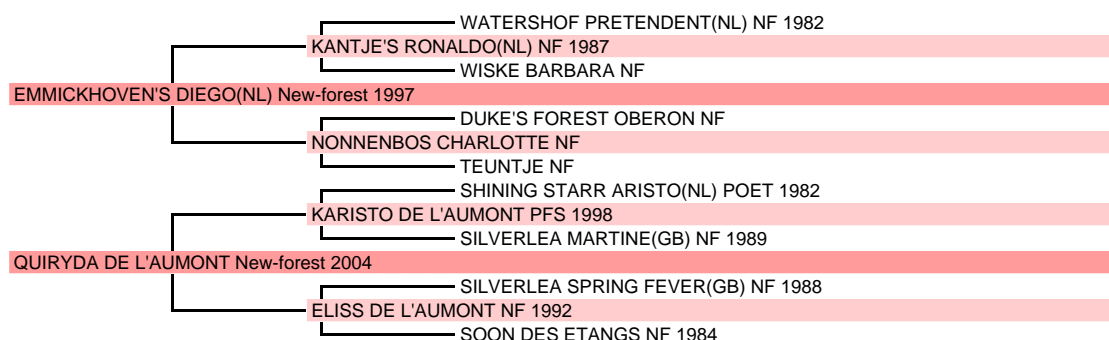 WATERSHOF PRETENDENT(NL) NF 1982
KANTJE'S RONALDO(NL) NF 1987
WISKE BARBARA NF
EMMICKHOVEN'S DIEGO(NL) New-forest 1997
DUKE'S FOREST OBERON NF
NONNENBOS CHARLOTTE NF
TEUNTJE NF
SHINING STARR ARISTO(NL) POET 1982
KARISTO DE L'AUMONT PFS 1998
SILVERLEA MARTINE(GB) NF 1989
QUIRYDA DE L'AUMONT New-forest 2004
SILVERLEA SPRING FEVER(GB) NF 1988
ELISS DE L'AUMONT NF 1992
SOON DES ETANGS NF 1984